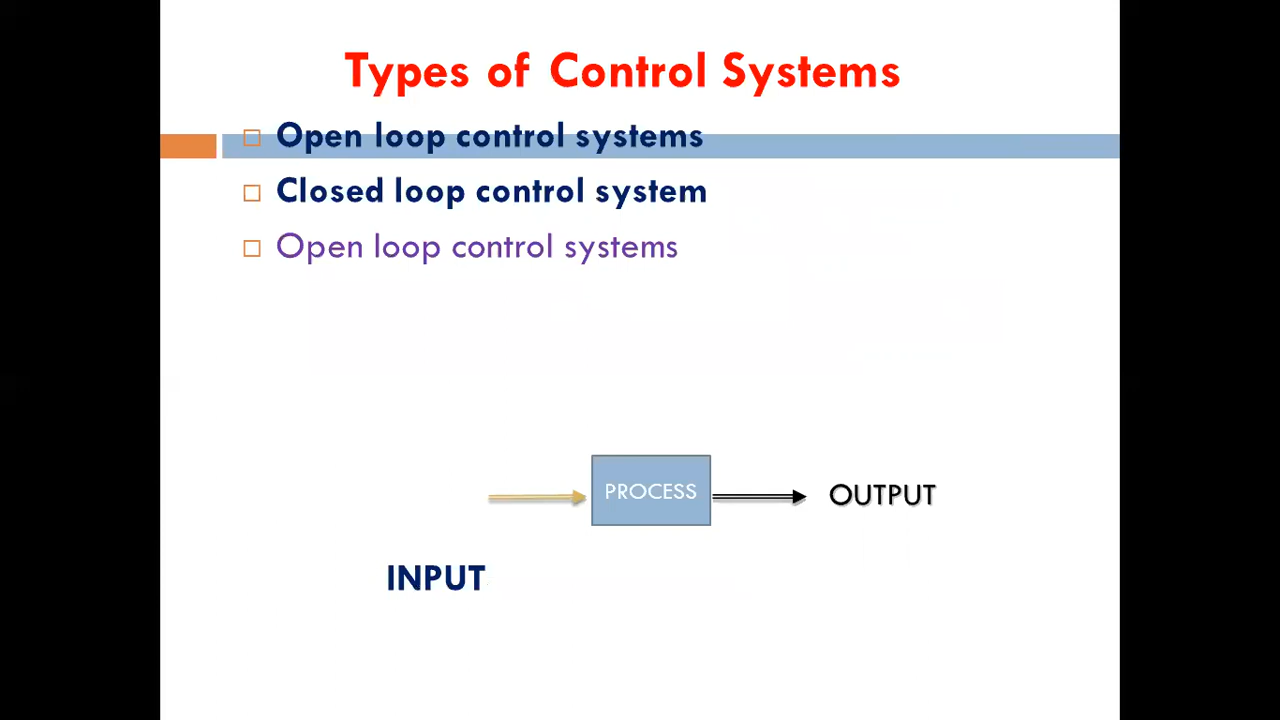 Types of Control Systems
Open loop control systems
Closed loop control system
Open loop control systems
PROCESS
OUTPUT
INPUT